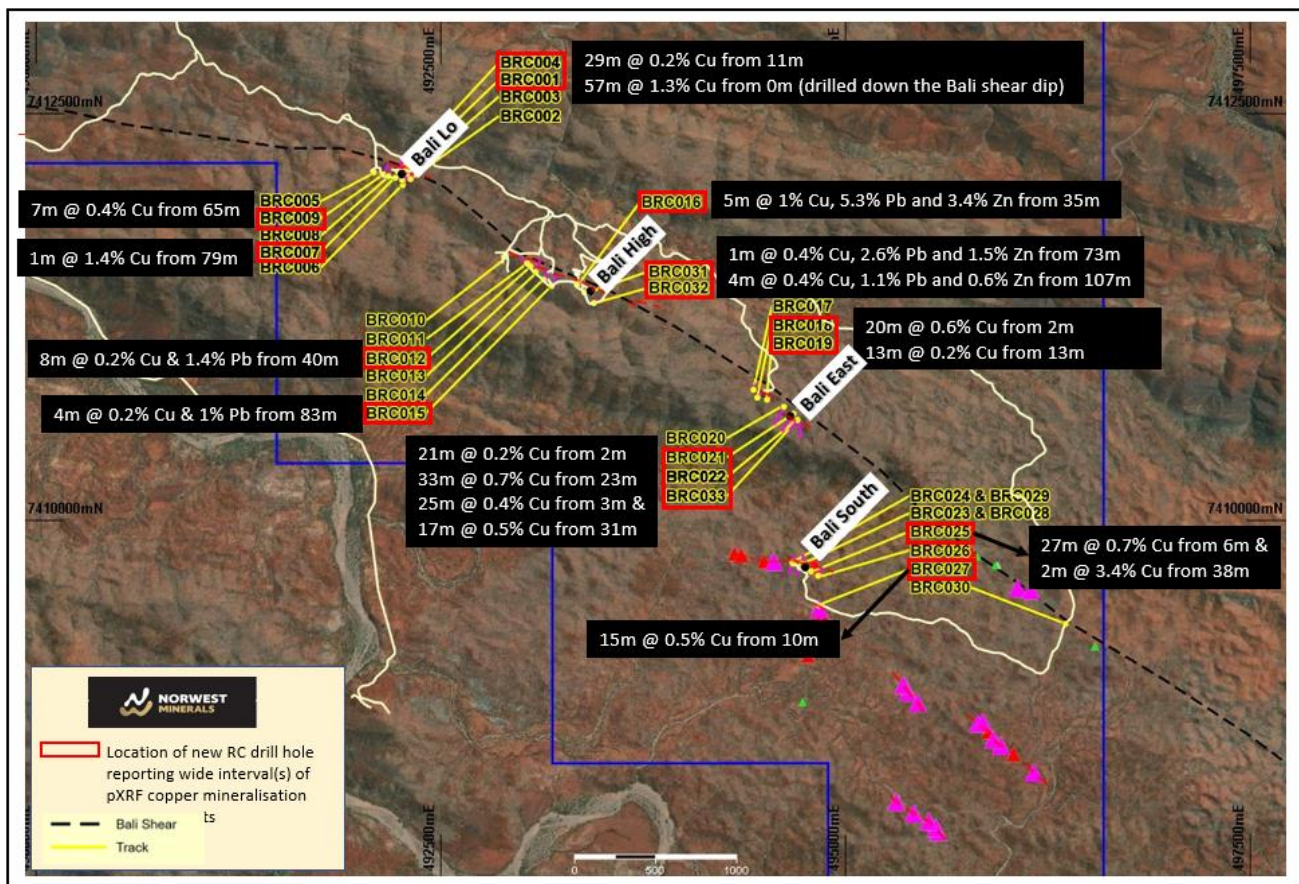 492500mE
497500mE
7412500mN
7412500mN
BRC004
BRC001
BRC003
BRC002
29m @ 0.2% Cu from 11m
57m @ 1.3% Cu from 0m (drilled down the Bali shear dip)
Bali Lo
7m @ 0.4% Cu from 65m
1m @ 1.4% Cu from 79m
BRC005
BRC009
BRC008
BRC007
BRC006
BRC016
5m @ 1% Cu, 5.3% Pb and 3.4% Zn from 35m
Bali High
BRC031
BRC032
1m @ 0.4% Cu, 2.6% Pb and 1.5% Zn from 73m
4m @ 0.4% Cu, 1.1% Pb and 0.6% Zn from 107m
BRC017
BRC018
BRC019
20m @ 0.6% Cu from 2m
13m @ 0.2% Cu from 13m
BRC010
BRC011
BRC012
BRC013
BRC014
BRC015
8m @ 0.2% Cu & 1.4% Pb from 40m
4m @ 0.2% Cu & 1% Pb from 83m
Bali East
BRC020
BRC021
BRC022
BRC033
21m @ 0.2% Cu from 2m
33m @ 0.7% Cu from 23m
25m @ 0.4% Cu from 3m &
17m @ 0.5% Cu from 31m
7410000mN
7410000mN
Bali South
BRC024 & BRC029
BRC023 & BRC028
BRC025
BRC026
BRC027
BRC030
27m @ 0.7% Cu from 6m &
2m @ 3.4% Cu from 38m
15m @ 0.5% Cu from 10m
NORWEST
MINERALS
Location of new RC drill hole
reporting wide interval(s) of
pXRF copper mineralisation
ts
Bali Shear
Track
0 500 1000
492500mE
495000mE
497500mE